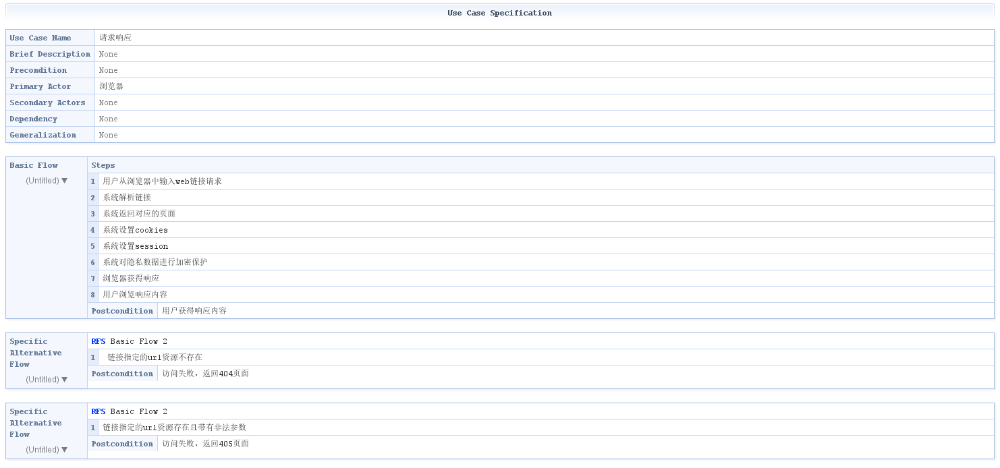 Use Case Specification
Use Case Name 请求响应
Brief Description None
Precondition None
Primary Actor 浏览器
Secondary Actors None
Dependency None
Generalization None
Basic Flow Steps
(Untitled) ▼
1 用户从浏览器中输入web链接请求
2 系统解析链接
3 系统返回对应的页面
4 系统设置cookies
5 系统设置session
6 系统对隐私数据进行加密保护
7 浏览器获得响应
8 用户浏览响应内容
Postcondition 用户获得响应内容
Specific Alternative Flow
(Untitled) ▼
RFS Basic Flow 2
1 链接指定的url资源不存在
Postcondition 访问失败，返回404页面
Specific Alternative Flow
(Untitled) ▼
RFS Basic Flow 2
1 链接指定的url资源存在且带有非法参数
Postcondition 访问失败，返回405页面